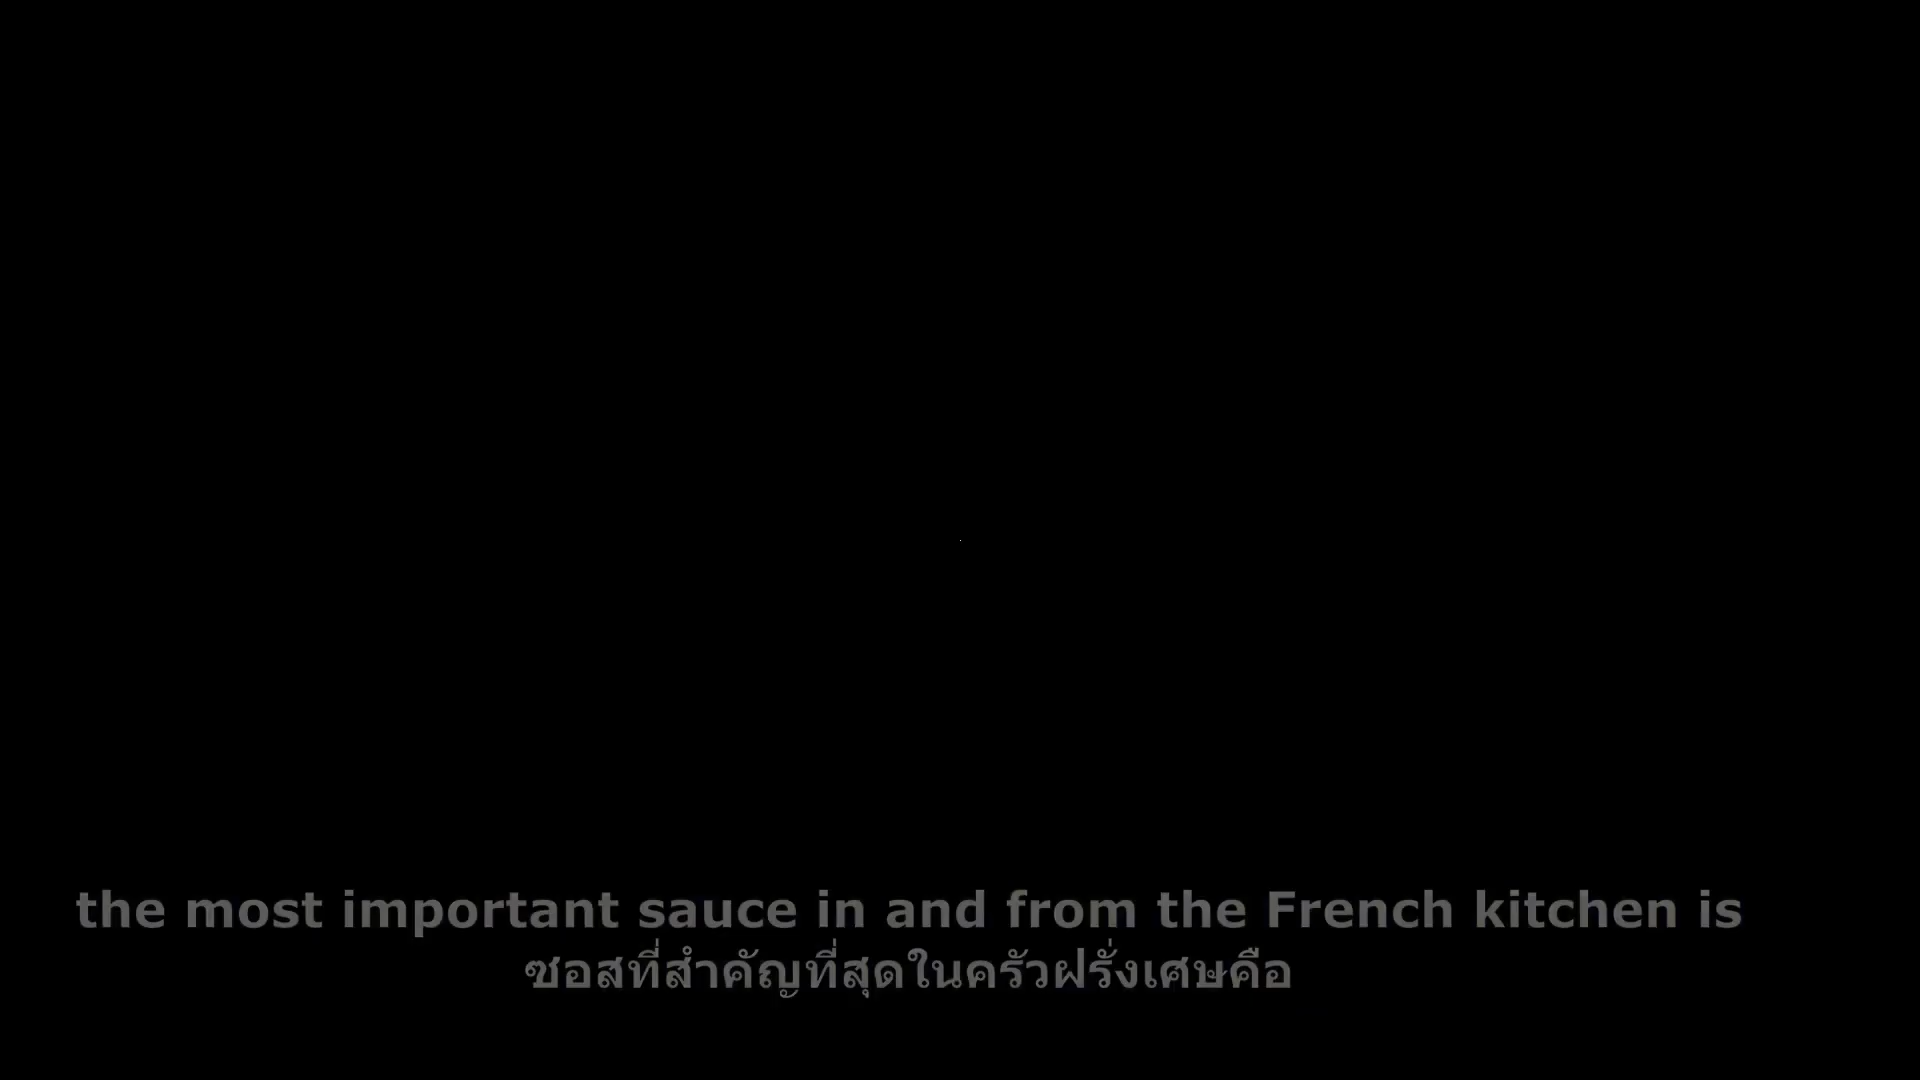 the most important sauce in and from the French kitchen is
ซอสที่สำคัญที่สุดในครัวฝรั่งเศษคือ